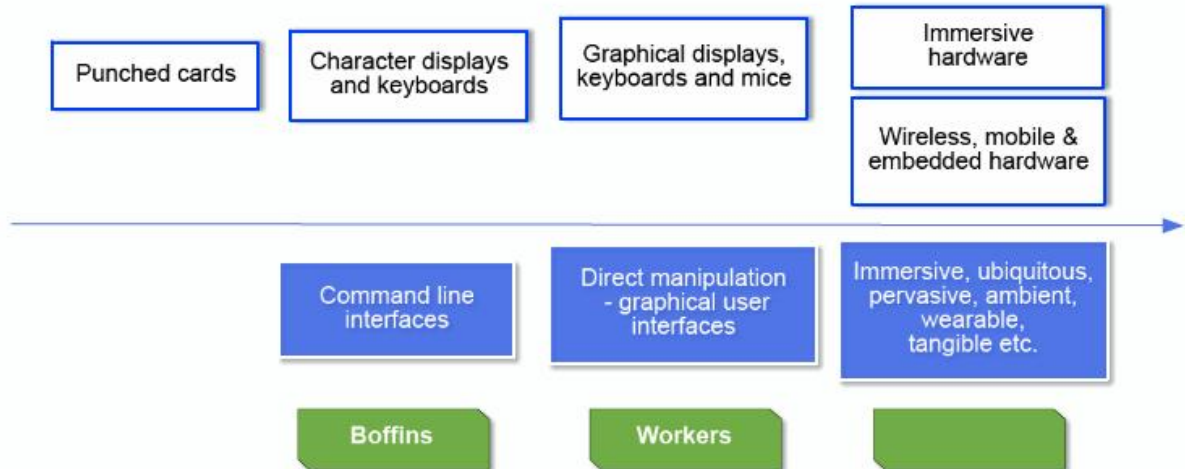 Punched cards
Character displays
and keyboards
Graphical displays,
keyboards and mice
Immersive
hardware
Wireless, mobile &
embedded hardware
Command line
interfaces
Direct manipulation
- graphical user
interfaces
Immersive, ubiquitous,
pervasive, ambient,
wearable,
tangible etc.
Boffins
Workers